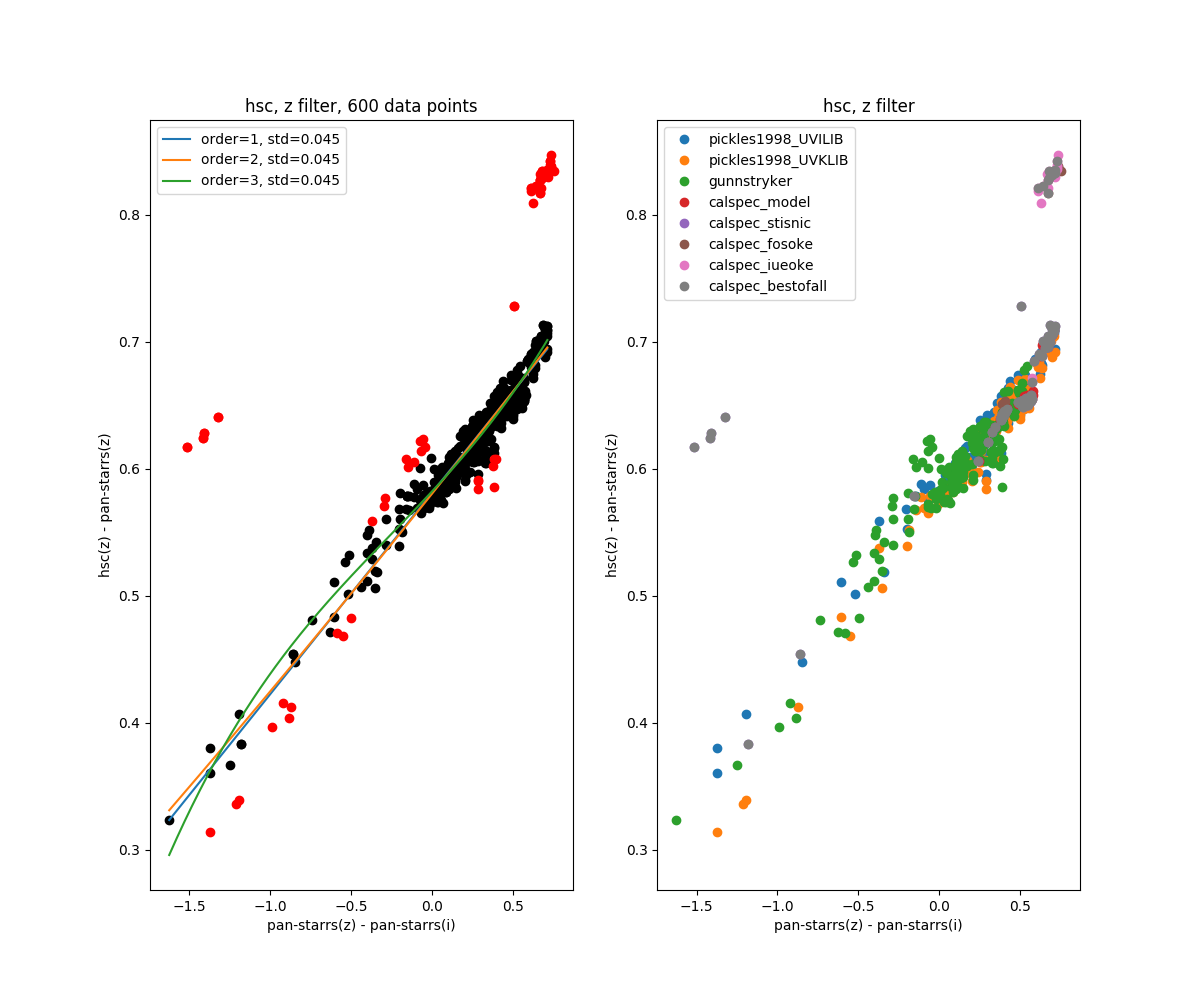 hsc, z filter, 600 data points
order=1, std=0.045
order=2, std=0.045
order=3, std=0.045
0.8
0.7
0.6
0.5
0.4
0.3
hsc(z) - pan-starrs(z)
−1.5 −1.0 −0.5 0.0 0.5
pan-starrs(z) - pan-starrs(i)
hsc, z filter
pickles1998_UVILIB
pickles1998_UVKLIB
gunnstryker
calspec_model
calspec_stisnic
calspec_fosoke
calspec_iueoke
calspec_bestofall
0.8
0.7
0.6
0.5
0.4
0.3
hsc(z) - pan-starrs(z)
−1.5 −1.0 −0.5 0.0 0.5
pan-starrs(z) - pan-starrs(i)